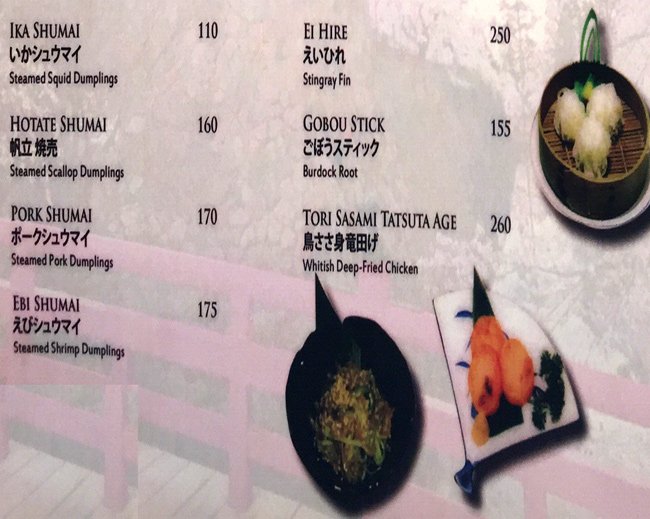 IKA SHUMAI 110
いかシュウマイ
Steamed Squid Dumplings
HOTATE SHUMAI 160
帆立 焼売
Steamed Scallop Dumplings
PORK SHUMAI 170
ポークシュウマイ
Steamed Pork Dumplings
EBI SHUMAI 175
えびシュウマイ
Steamed Shrimp Dumplings
EI HIRE 250
えいひれ
Stingray Fin
GOBOU STICK 155
ごぼうスティック
Burdock Root
TORI SASAMI TATSUTA AGE 260
鳥ささ身竜田げ
Whitish Deep-Fried Chicken